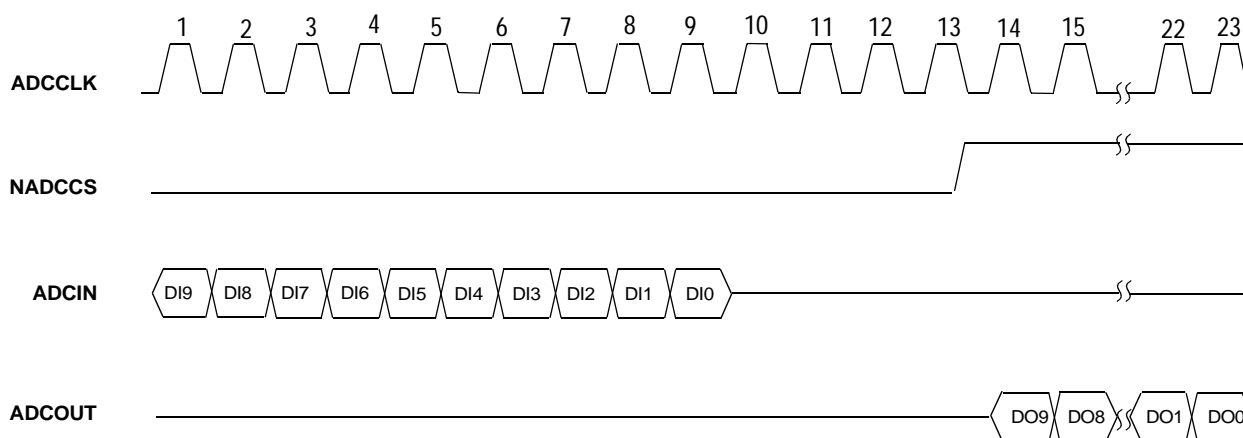 1 2 3 4 5 6 7 8 9 10 11 12 13 14 15 22 23
ADCCLK
NADCCS
ADCIN DI9 DI8 DI7 DI6 DI5 DI4 DI3 DI2 DI1 DI0
ADCOUT DO9 DO8 DO1 DO0